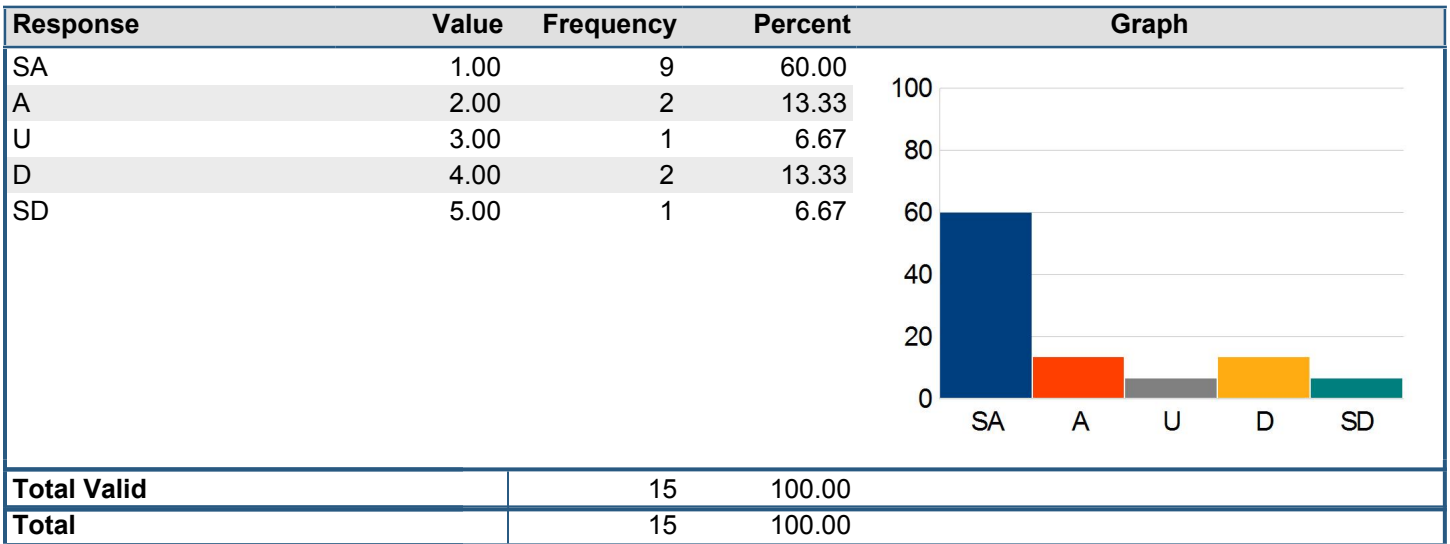 Response Value Frequency Percent Graph
SA 1.00 9 60.00
A 2.00 2 13.33
U 3.00 1 6.67
D 4.00 2 13.33
SD 5.00 1 6.67
100
80
60
40
20
0
SA A U D SD
Total Valid 15 100.00
Total 15 100.00